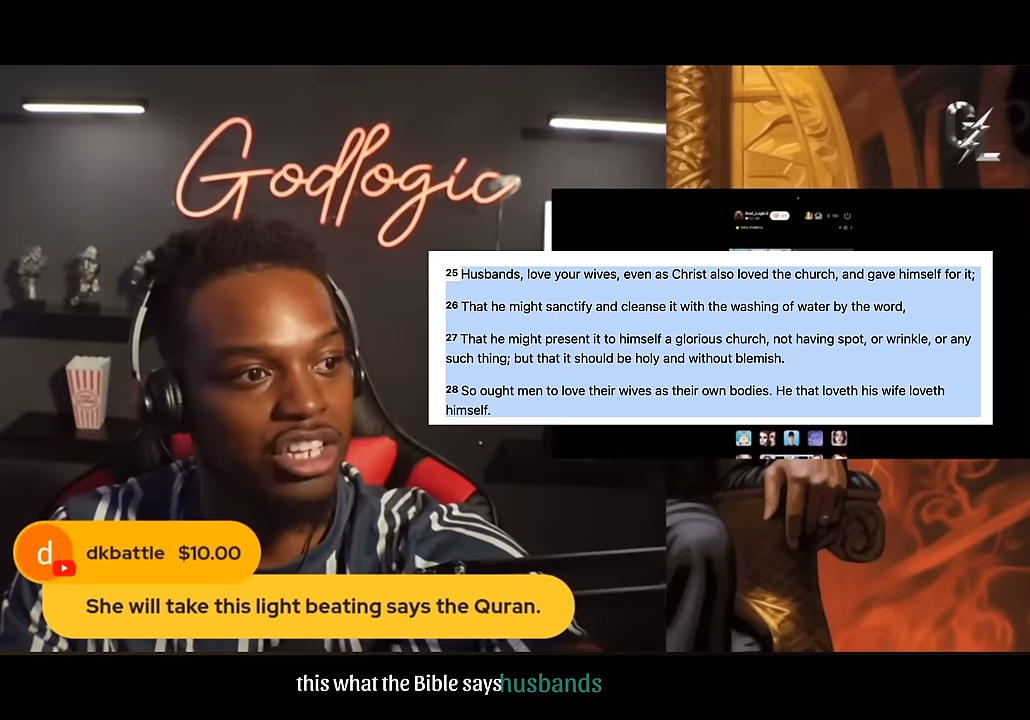 Godlogic
GL
25 Husbands, love your wives, even as Christ also loved the church, and gave himself for it;
26 That he might sanctify and cleanse it with the washing of water by the word,
27 That he might present it to himself a glorious church, not having spot, or wrinkle, or any
such thing; but that it should be holy and without blemish.
28 So ought men to love their wives as their own bodies. He that loveth his wife loveth
himself.
d
dkbattle $10.00
She will take this light beating says the Quran.
this what the Bible says husbands